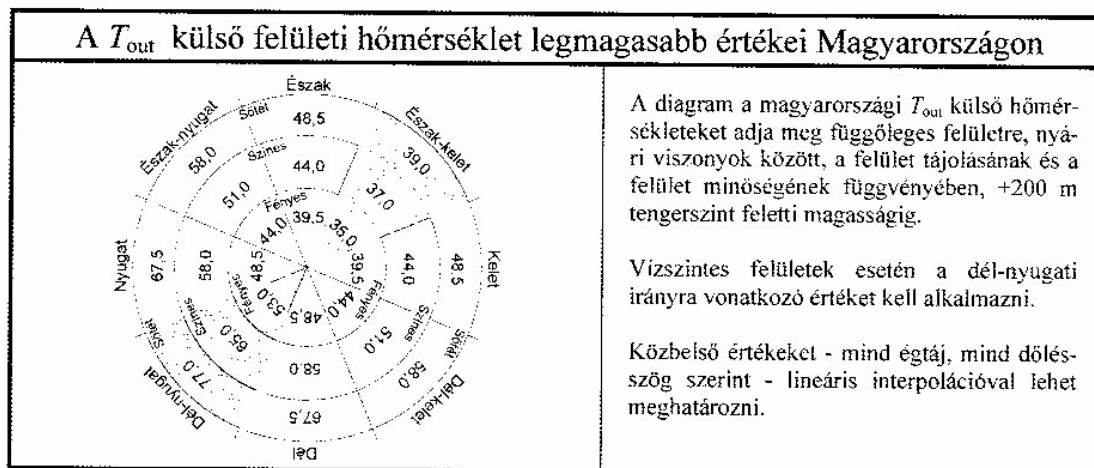 A Tout külső felületi hőmérséklet legmagasabb értékei Magyarországon
Észak
Észak-nyugat
Sötét
Észak-kelet
48,5
58,0
39,0
Színes
44,0
51,0
37,0
Fényes
44,0
39,5
35,0
Nyugat
67,5
58,0
48,5
39,5
44,0
48,5
Kelet
Fényes
53,0
48,5
44,0
Fényes
Színes
65,0
58,0
51,0
Színes
Sötét
77,0
67,5
58,0
Sötét
Dél-nyugat
Dél
Dél-kelet
A diagram a magyarországi Tout külső hőmér-
sékleteket adja meg függőleges felületre, nyá-
ri viszonyok között, a felület tájolásának és a
felület minőségének függvényében, +200 m
tengerszint feletti magasságig.
Vízszintes felületek esetén a dél-nyugati
irányra vonatkozó értéket kell alkalmazni.
Közbelső értékeket - mind égtáj, mind dőlés-
szög szerint - lineáris interpolációval lehet
meghatározni.